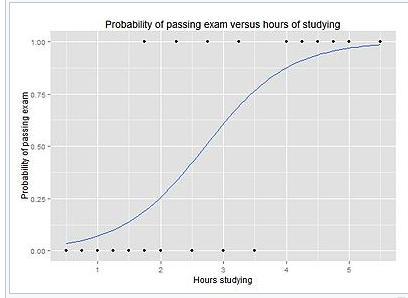 Probability of passing exam versus hours of studying
Probability of passing exam
1.00
0.75
0.50
0.25
0.00
1 2 3 4 5
Hours studying